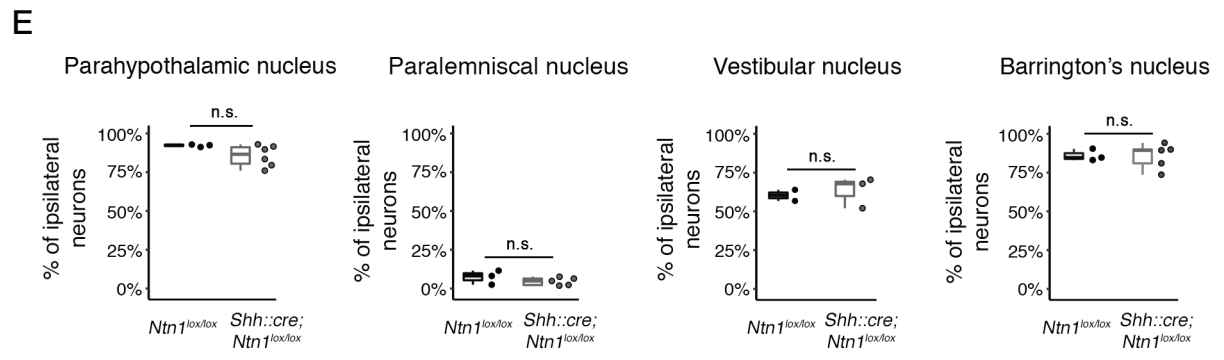 E
Parahypothalamic nucleus
n.s.
100%
75%
50%
25%
0%
% of ipsilateral
neurons
Ntn1lox/lox
Shh::cre;
Ntn1lox/lox
Paralemniscal nucleus
n.s.
100%
75%
50%
25%
0%
% of ipsilateral
neurons
Ntn1lox/lox
Shh::cre;
Ntn1lox/lox
Vestibular nucleus
n.s.
100%
75%
50%
25%
0%
% of ipsilateral
neurons
Ntn1lox/lox
Shh::cre;
Ntn1lox/lox
Barrington’s nucleus
n.s.
100%
75%
50%
25%
0%
% of ipsilateral
neurons
Ntn1lox/lox
Shh::cre;
Ntn1lox/lox